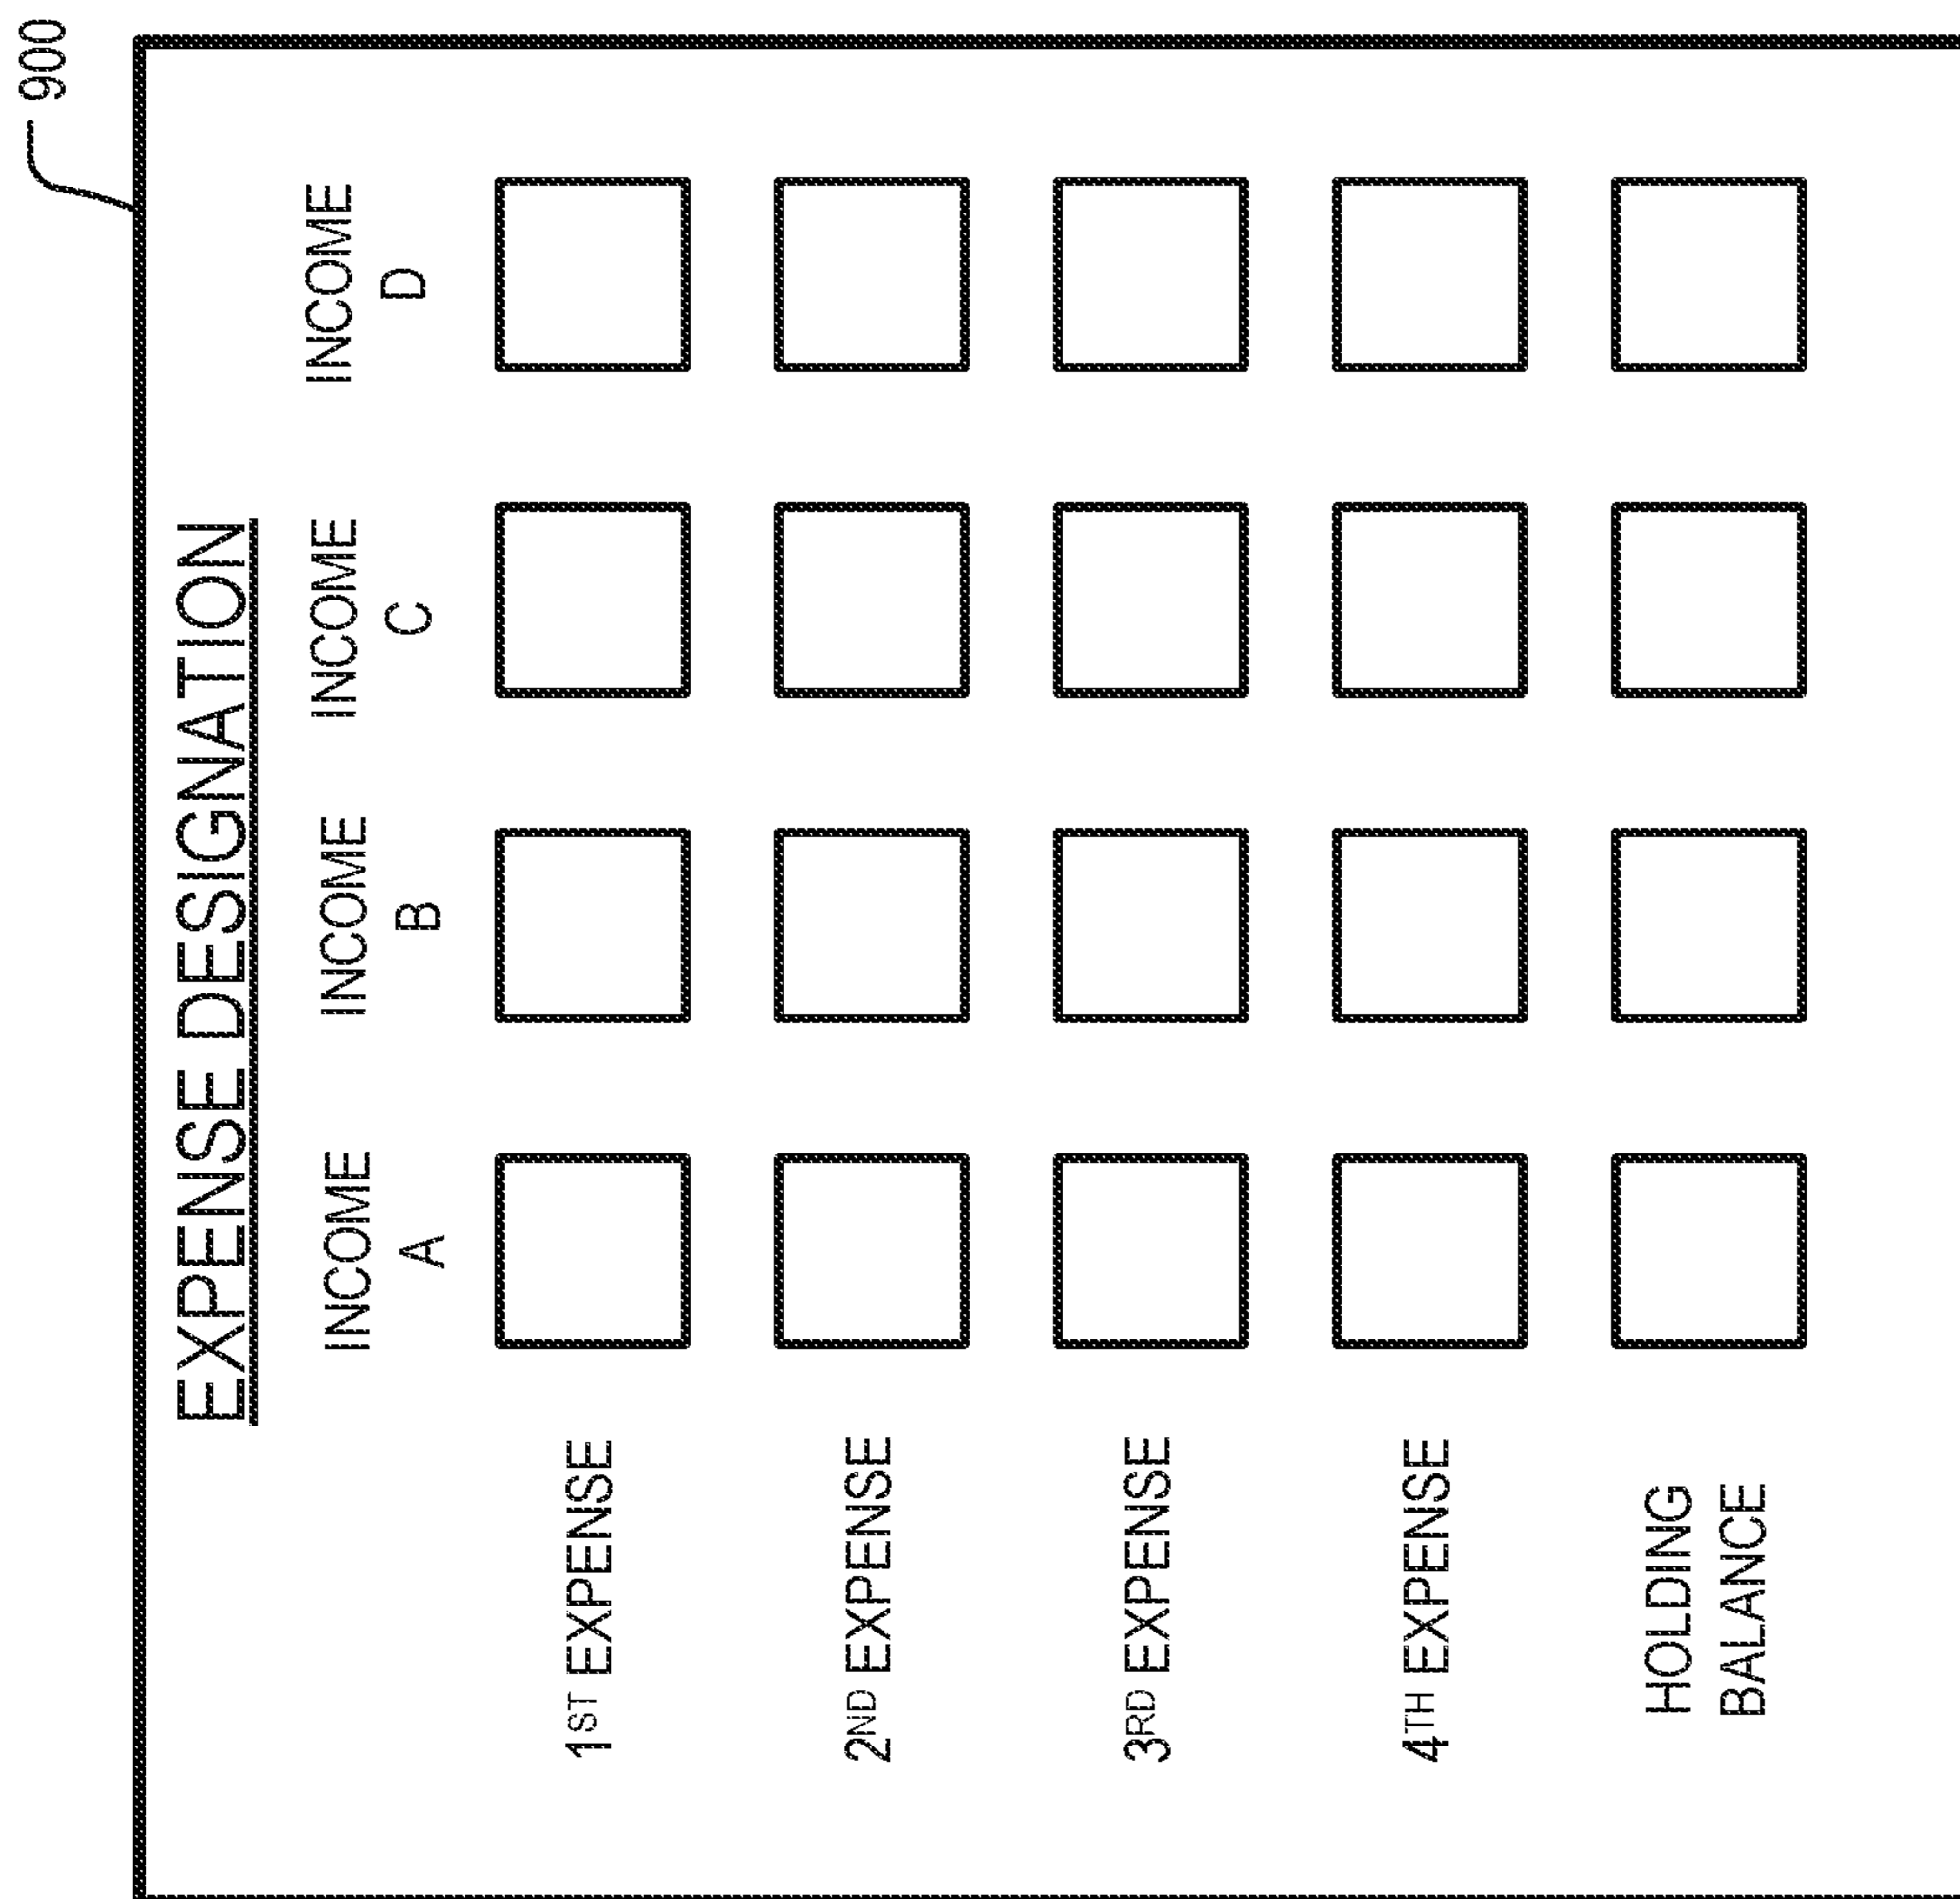 900
EXPENSE DESIGNATION
INCOME A INCOME B INCOME C INCOME D
1ST EXPENSE
2ND EXPENSE
3RD EXPENSE
4TH EXPENSE
HOLDING
BALANCE